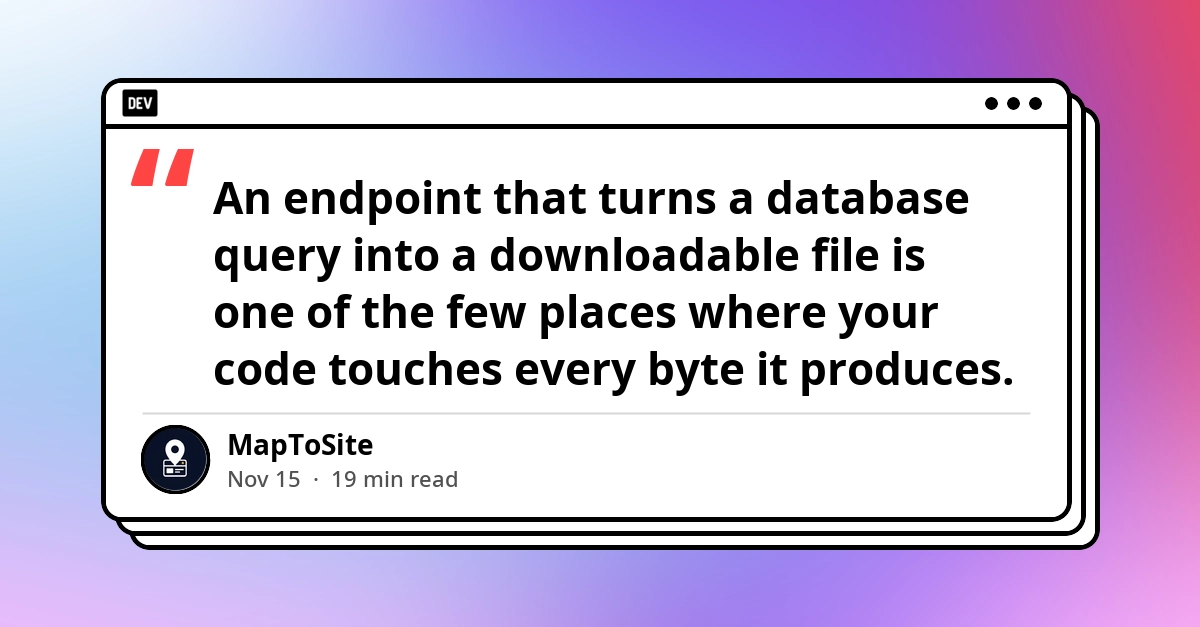 DEV
“
An endpoint that turns a database
query into a downloadable file is
one of the few places where your
code touches every byte it produces.
MapToSite
Nov 15 · 19 min read